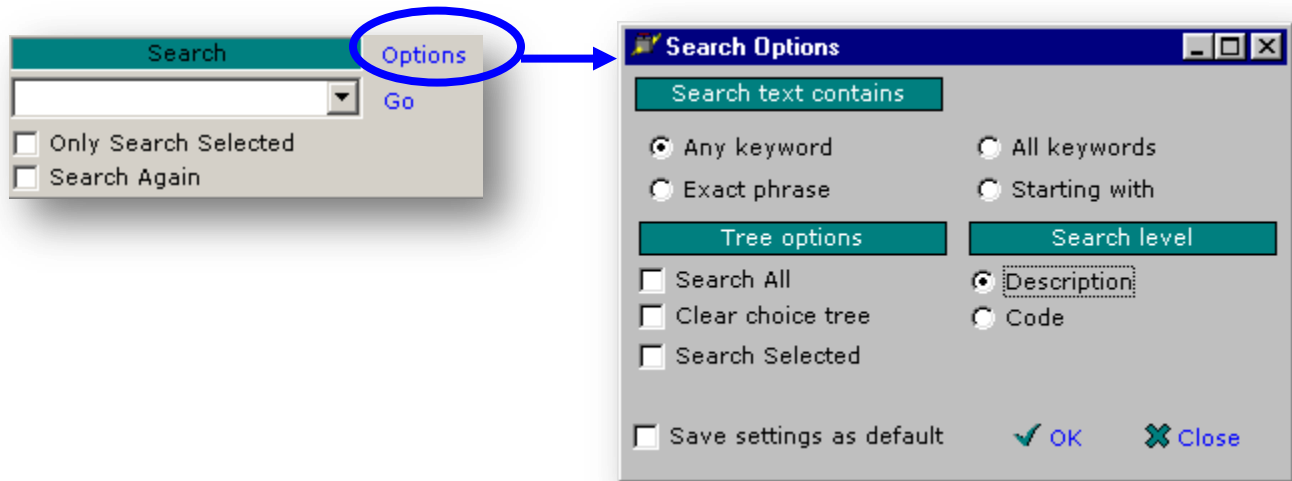 Search
Options
Go
Only Search Selected
Search Again
Search Options
Search text contains
Any keyword
All keywords
Exact phrase
Starting with
Tree options
Search level
Search All
Description
Clear choice tree
Code
Search Selected
Save settings as default
OK
Close